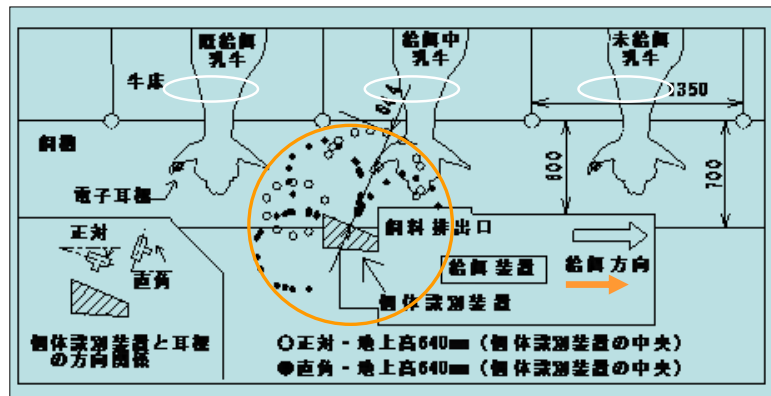 既給餌
乳牛
給餌中
乳牛
未給餌
乳牛
牛床
1350
飼槽
600
700
電子耳標
正対
直角
飼料排出口
給餌装置
給餌方向
個体識別装置
個体識別装置と耳標
の方向関係
○正対-地上高640mm(個体識別装置の中央)
●直角-地上高640mm(個体識別装置の中央)